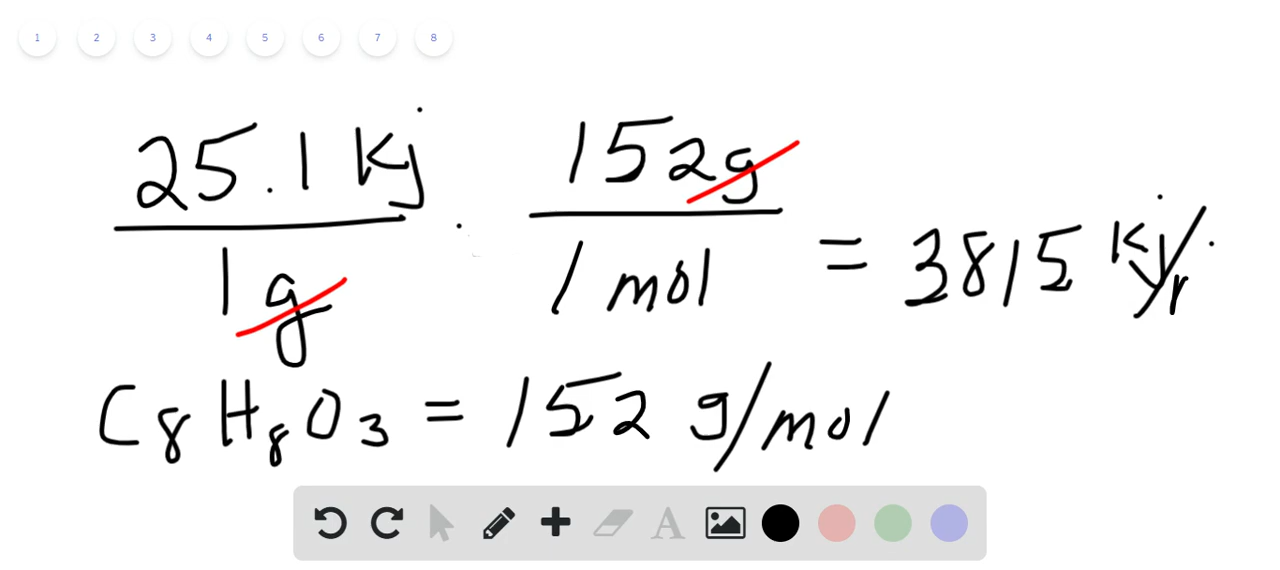 1 2 3 4 5 6 7 8
25.1 Kj / 1 g · 152g / 1 mol = 3815 Kj/
C8H8O3 = 152 g/mol
A